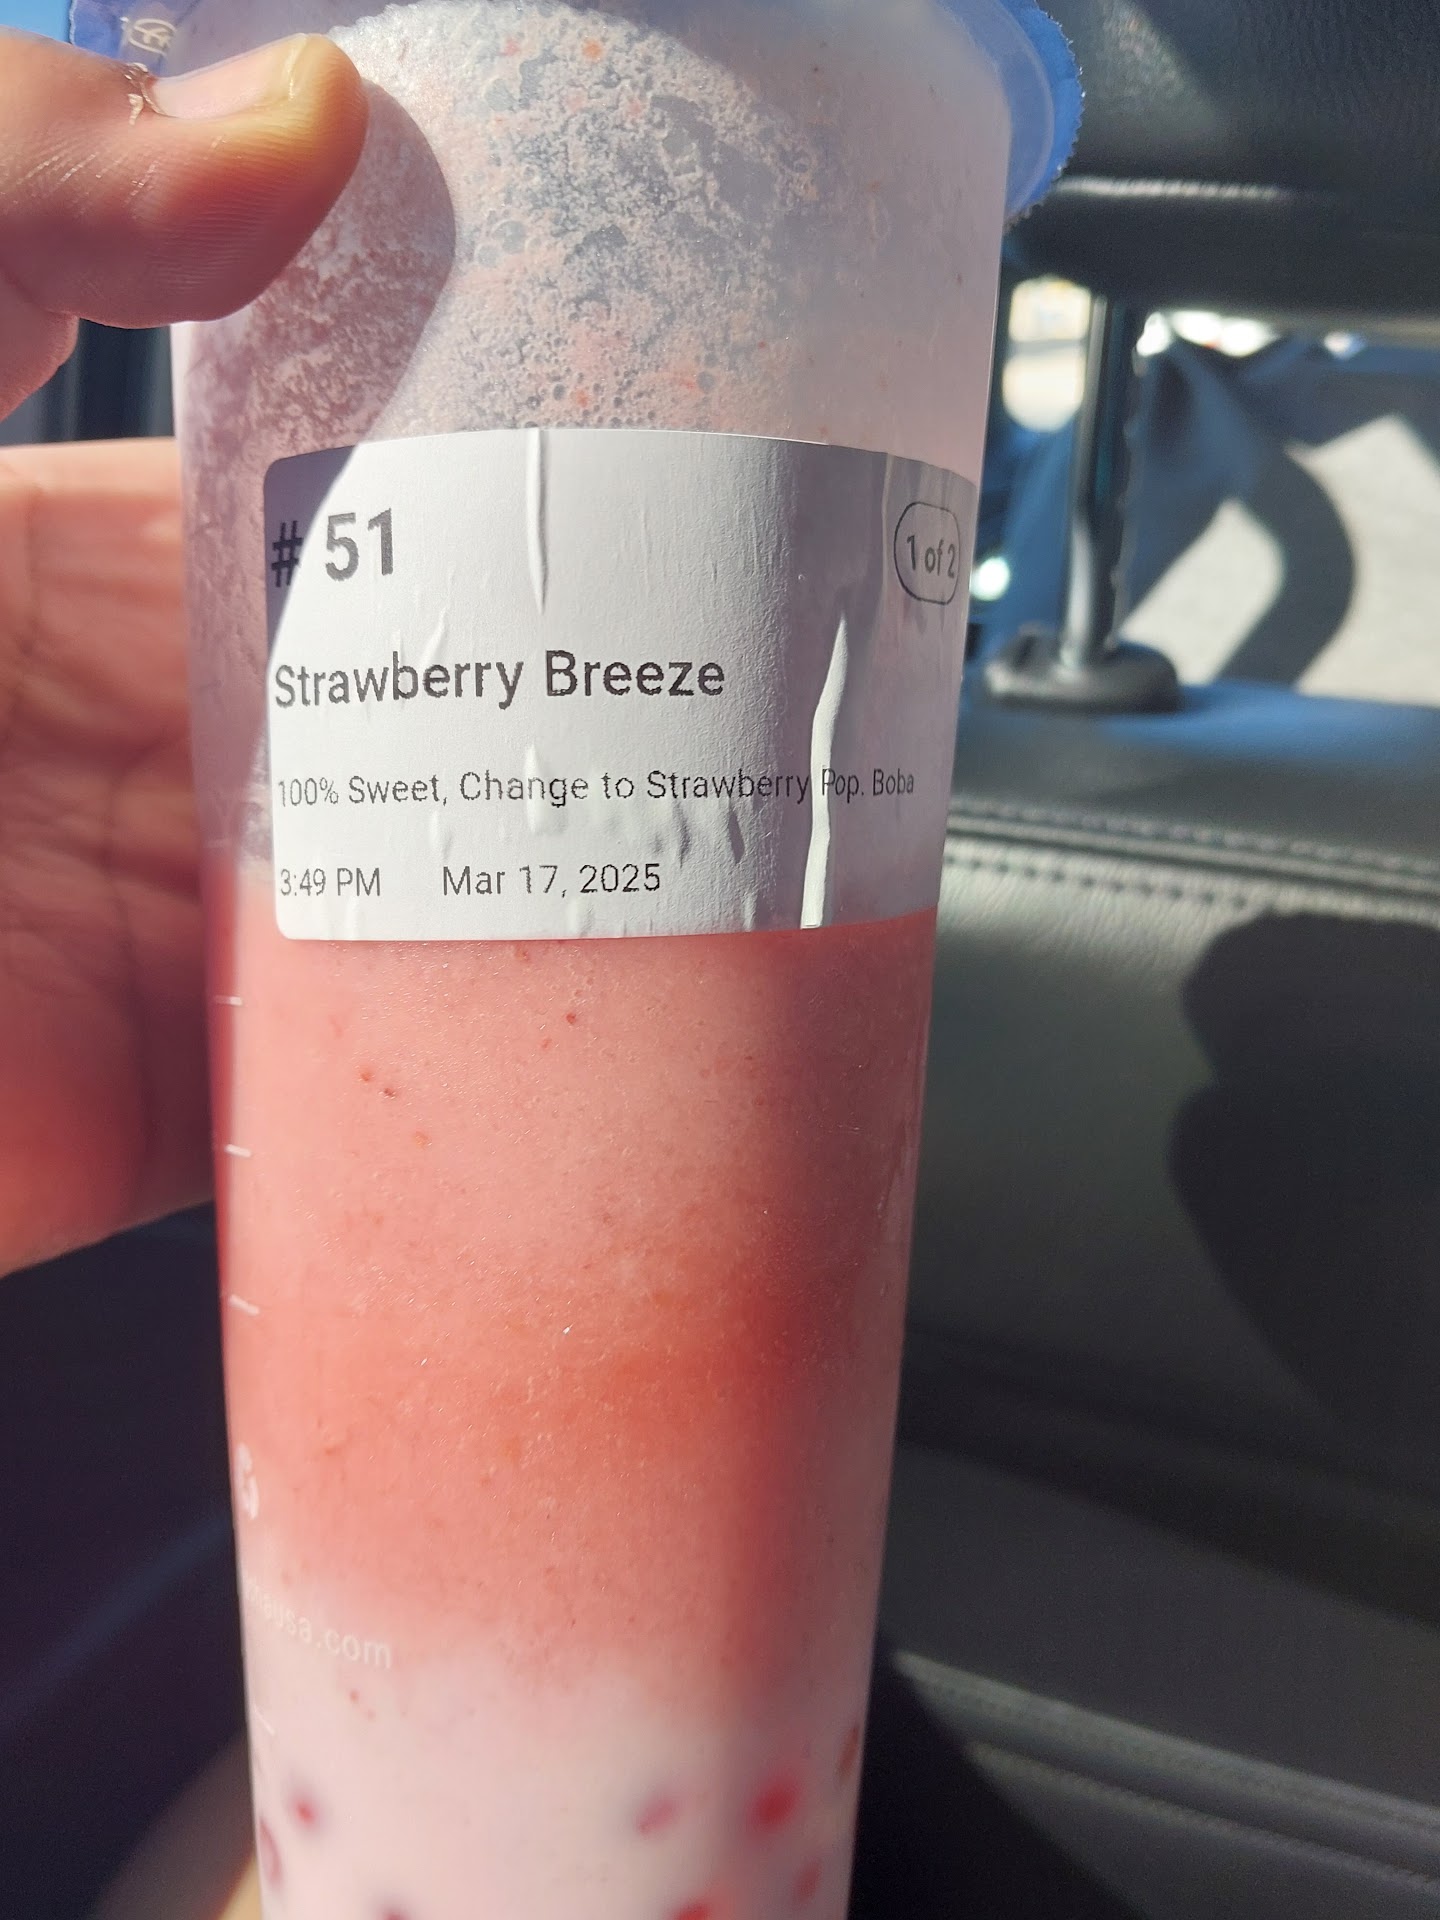 # 51
1 of 2
Strawberry Breeze
100% Sweet, Change to Strawberry Pop. Boba
3:49 PM Mar 17, 2025